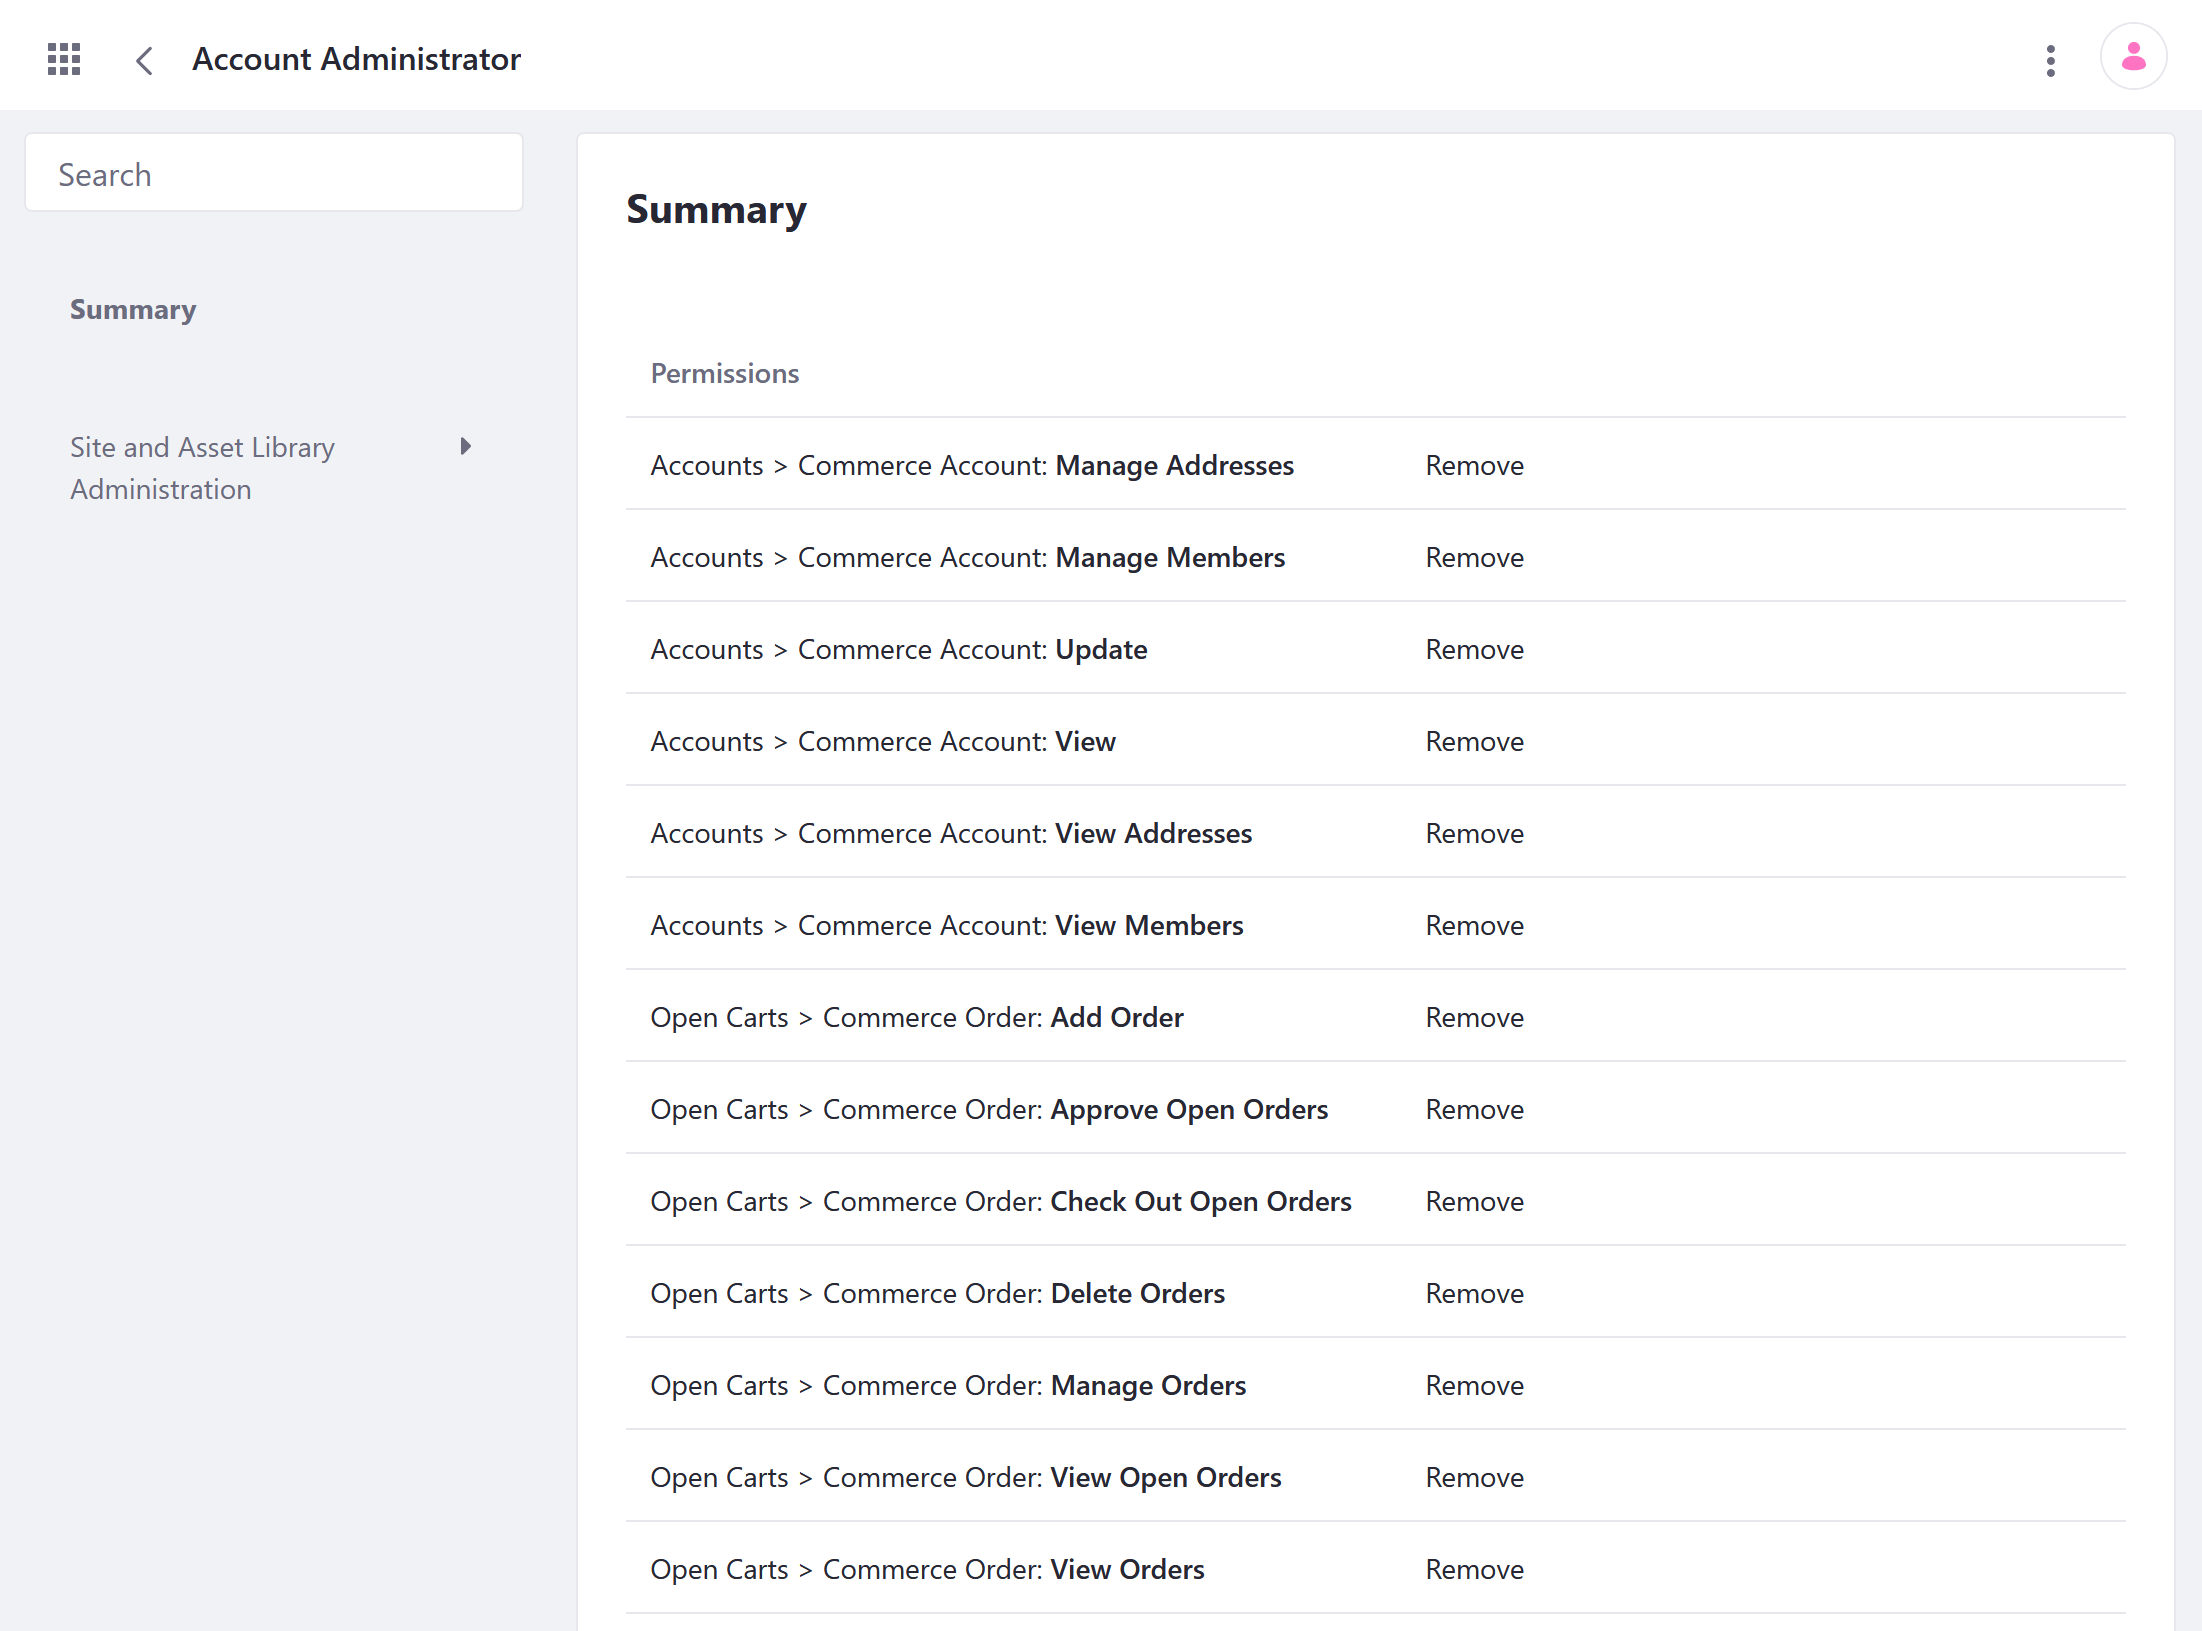 Account Administrator
Search
Summary
Site and Asset Library
Administration
Summary
Permissions
Accounts > Commerce Account: Manage Addresses Remove
Accounts > Commerce Account: Manage Members Remove
Accounts > Commerce Account: Update Remove
Accounts > Commerce Account: View Remove
Accounts > Commerce Account: View Addresses Remove
Accounts > Commerce Account: View Members Remove
Open Carts > Commerce Order: Add Order Remove
Open Carts > Commerce Order: Approve Open Orders Remove
Open Carts > Commerce Order: Check Out Open Orders Remove
Open Carts > Commerce Order: Delete Orders Remove
Open Carts > Commerce Order: Manage Orders Remove
Open Carts > Commerce Order: View Open Orders Remove
Open Carts > Commerce Order: View Orders Remove